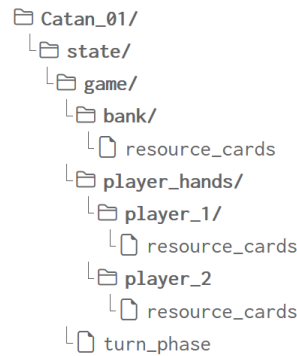 Catan_01/
state/
game/
bank/
resource_cards
player_hands/
player_1/
resource_cards
player_2
resource_cards
turn_phase